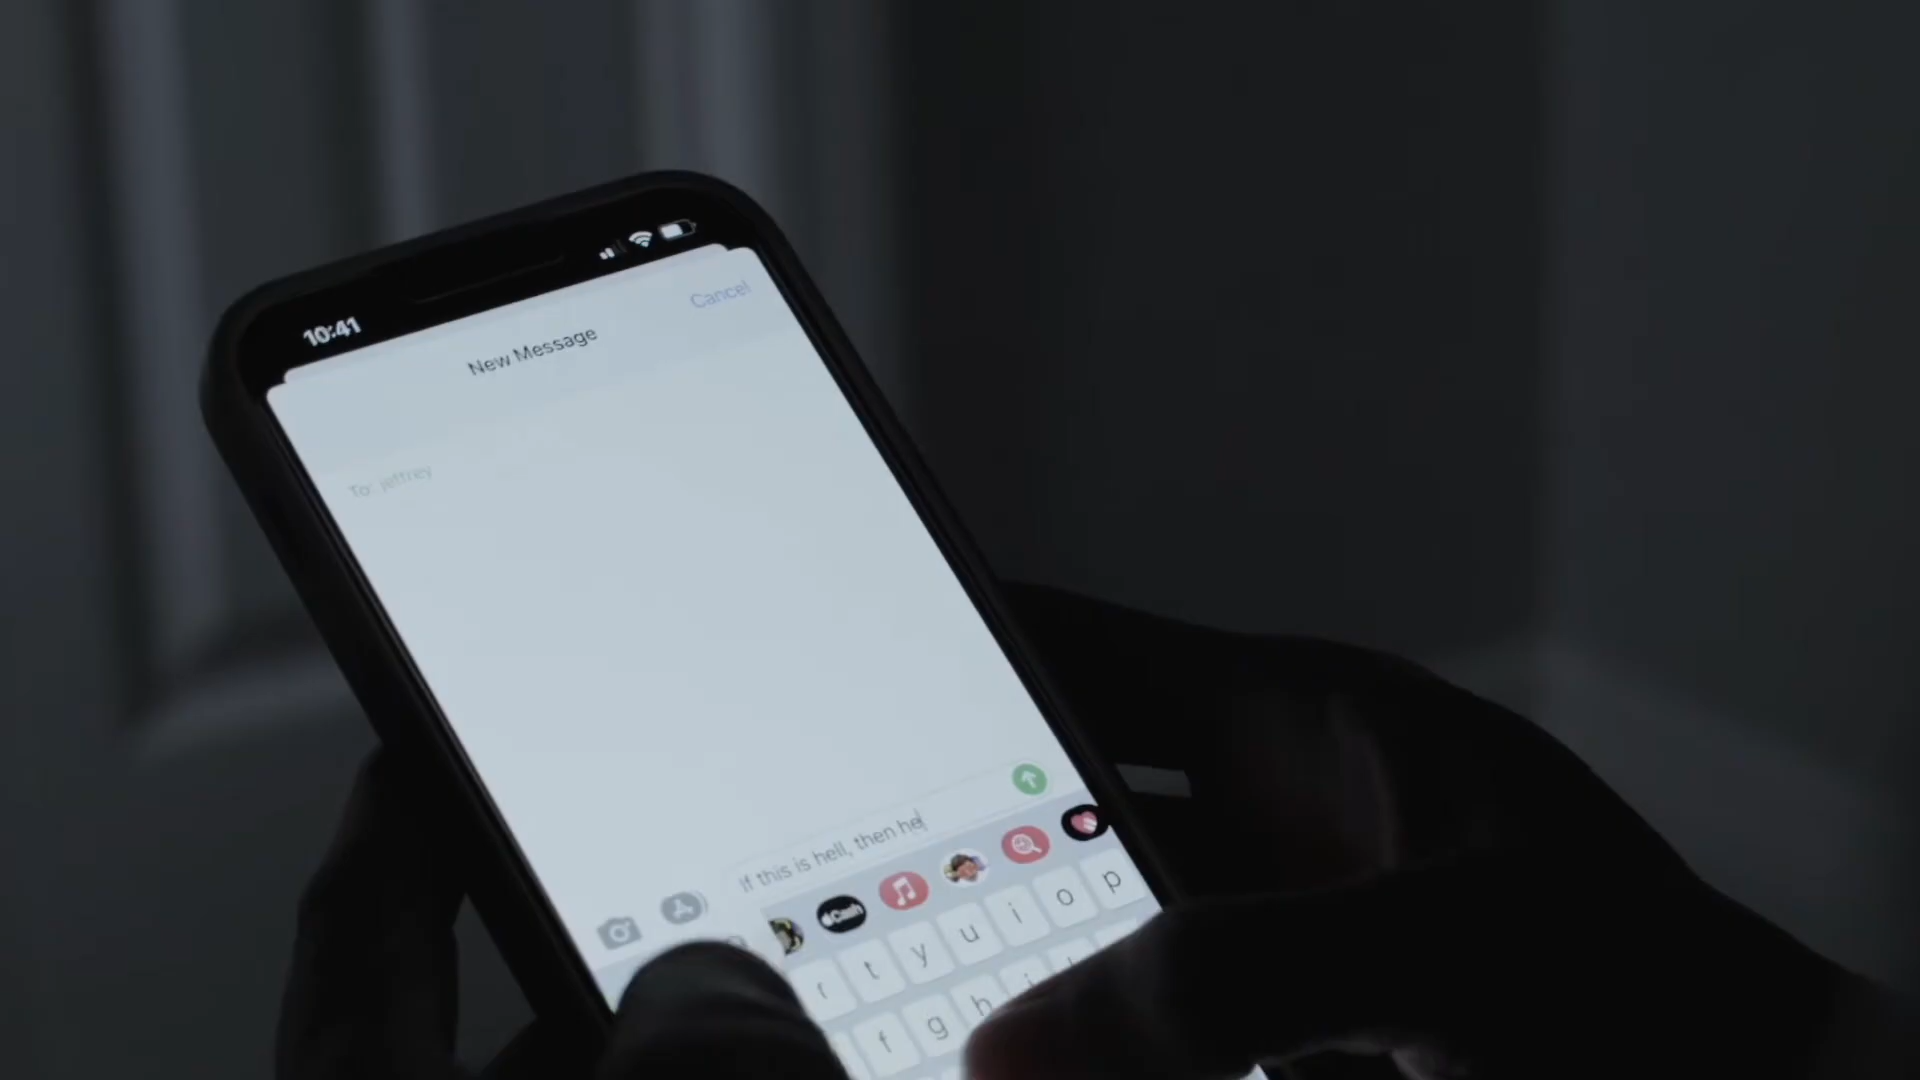 10:41
Cancel
New Message
To: jeffrey
If this is hell, then he
Cash
r t y u i o p
f g h